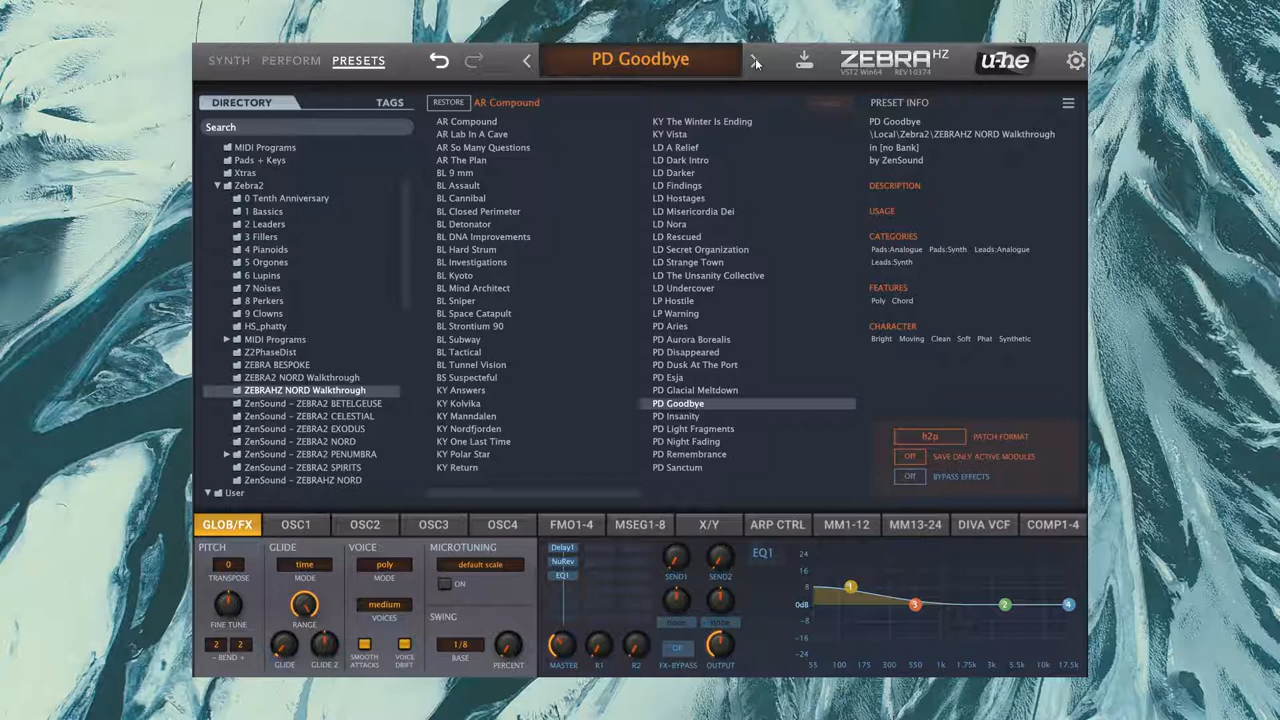 SYNTH PERFORM PRESETS PD Goodbye ZEBRA HZ u-he
VST2 Win64 REV10374
DIRECTORY TAGS
Search
MIDI Programs
Pads + Keys
Xtras
Zebra2
0 Tenth Anniversary
1 Bassics
2 Leaders
3 Fillers
4 Pianoids
5 Orgones
6 Lupins
7 Noises
8 Perkers
9 Clowns
HS_phatty
MIDI Programs
Z2PhaseDist
ZEBRA BESPOKE
ZEBRA2 NORD Walkthrough
ZEBRAHZ NORD Walkthrough
ZenSound - ZEBRA2 BETELGEUSE
ZenSound - ZEBRA2 CELESTIAL
ZenSound - ZEBRA2 EXODUS
ZenSound - ZEBRA2 NORD
ZenSound - ZEBRA2 PENUMBRA
ZenSound - ZEBRA2 SPIRITS
ZenSound - ZEBRAHZ NORD
User
RESTORE AR Compound
AR Compound
AR Lab In A Cave
AR So Many Questions
AR The Plan
BL 9 mm
BL Assault
BL Cannibal
BL Closed Perimeter
BL Detonator
BL DNA Improvements
BL Hard Strum
BL Investigations
BL Kyoto
BL Mind Architect
BL Sniper
BL Space Catapult
BL Strontium 90
BL Subway
BL Tactical
BL Tunnel Vision
BS Suspecteful
KY Answers
KY Kolvika
KY Manndalen
KY Nordfjorden
KY One Last Time
KY Polar Star
KY Return
KY The Winter Is Ending
KY Vista
LD A Relief
LD Dark Intro
LD Darker
LD Findings
LD Hostages
LD Misericordia Dei
LD Nora
LD Rescued
LD Secret Organization
LD Strange Town
LD The Unsanity Collective
LD Undercover
LP Hostile
LP Warning
PD Aries
PD Aurora Borealis
PD Disappeared
PD Dusk At The Port
PD Esja
PD Glacial Meltdown
PD Goodbye
PD Insanity
PD Light Fragments
PD Night Fading
PD Remembrance
PD Sanctum
PRESET INFO
PD Goodbye
\Local\Zebra2\ZEBRAHZ NORD Walkthrough
in [no Bank]
by ZenSound
DESCRIPTION
USAGE
CATEGORIES
Pads:Analogue Pads:Synth Leads:Analogue
Leads:Synth
FEATURES
Poly Chord
CHARACTER
Bright Moving Clean Soft Phat Synthetic
h2p PATCH FORMAT
Off SAVE ONLY ACTIVE MODULES
Off BYPASS EFFECTS
GLOB/FX OSC1 OSC2 OSC3 OSC4 FMO1-4 MSEG1-8 X/Y ARP CTRL MM1-12 MM13-24 DIVA VCF COMP1-4
PITCH
0
TRANSPOSE
FINE TUNE
2 2
- BEND +
GLIDE
time
MODE
RANGE
GLIDE GLIDE 2
VOICE
poly
MODE
medium
VOICES
SMOOTH ATTACKS
VOICE DRIFT
MICROTUNING
default scale
ON
SWING
1/8
BASE PERCENT
Delay1
NuRev
EQ1
SEND1 SEND2
none none
Off
MASTER R1 R2 FX-BYPASS OUTPUT
EQ1
24
16
8
0dB
-8
-16
-24
1 3 2 4
55 100 175 300 550 1k 1.75k 3k 5.5k 10k 17.5k